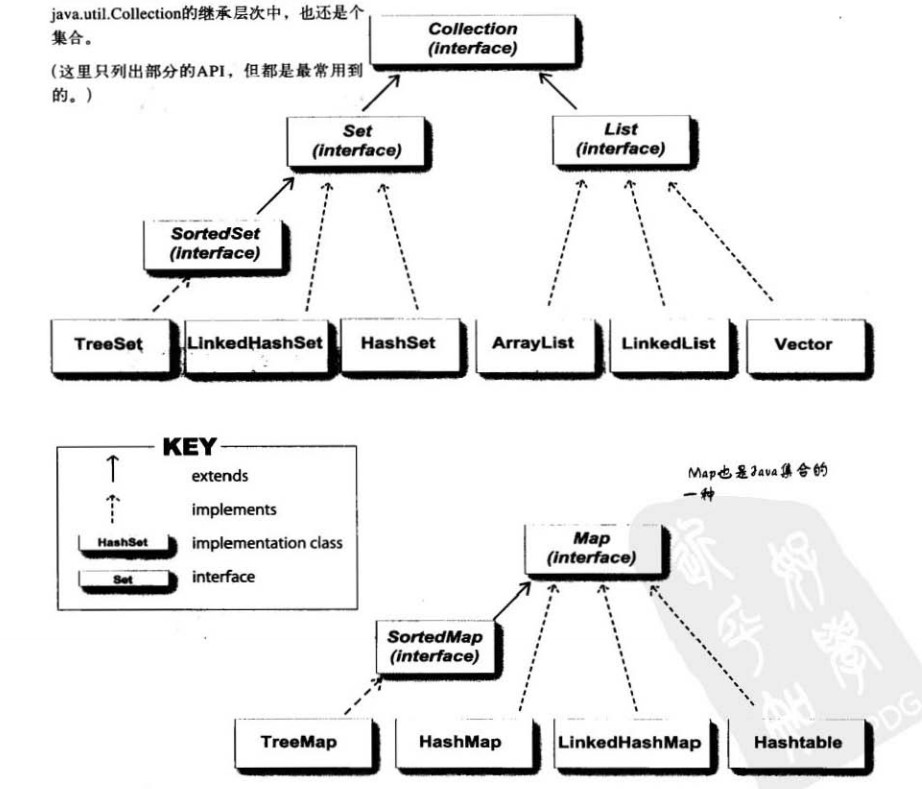 java.util.Collection的继承层次中，也还是个
集合。
(这里只列出部分的API，但都是最常用到
的。)
Collection
(interface)
Set
(interface)
List
(interface)
SortedSet
(interface)
TreeSet
LinkedHashSet
HashSet
ArrayList
LinkedList
Vector
KEY
extends
implements
HashSet
implementation class
Set
interface
Map也是Java集合的
一种
Map
(interface)
SortedMap
(interface)
TreeMap
HashMap
LinkedHashMap
Hashtable
PDG